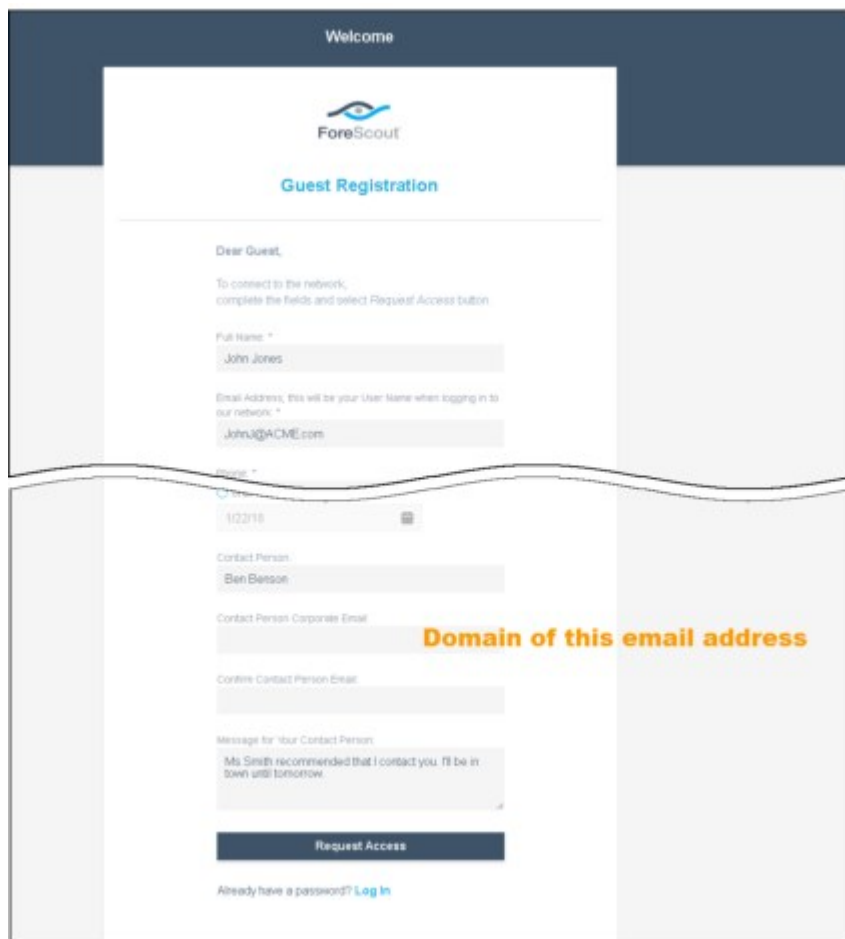 Welcome
ForeScout
Guest Registration
Dear Guest,
To connect to the network,
complete the fields and select Request Access button
Full Name: *
John Jones
Email Address, this will be your User Name when logging in to
our network: *
JohnJ@ACME.com
Phone: *
1/22/18
Contact Person:
Ben Benson
Contact Person Corporate Email
Domain of this email address
Confirm Contact Person Email:
Message for Your Contact Person:
Ms Smith recommended that I contact you. I'll be in
town until tomorrow.
Request Access
Already have a password? Log In